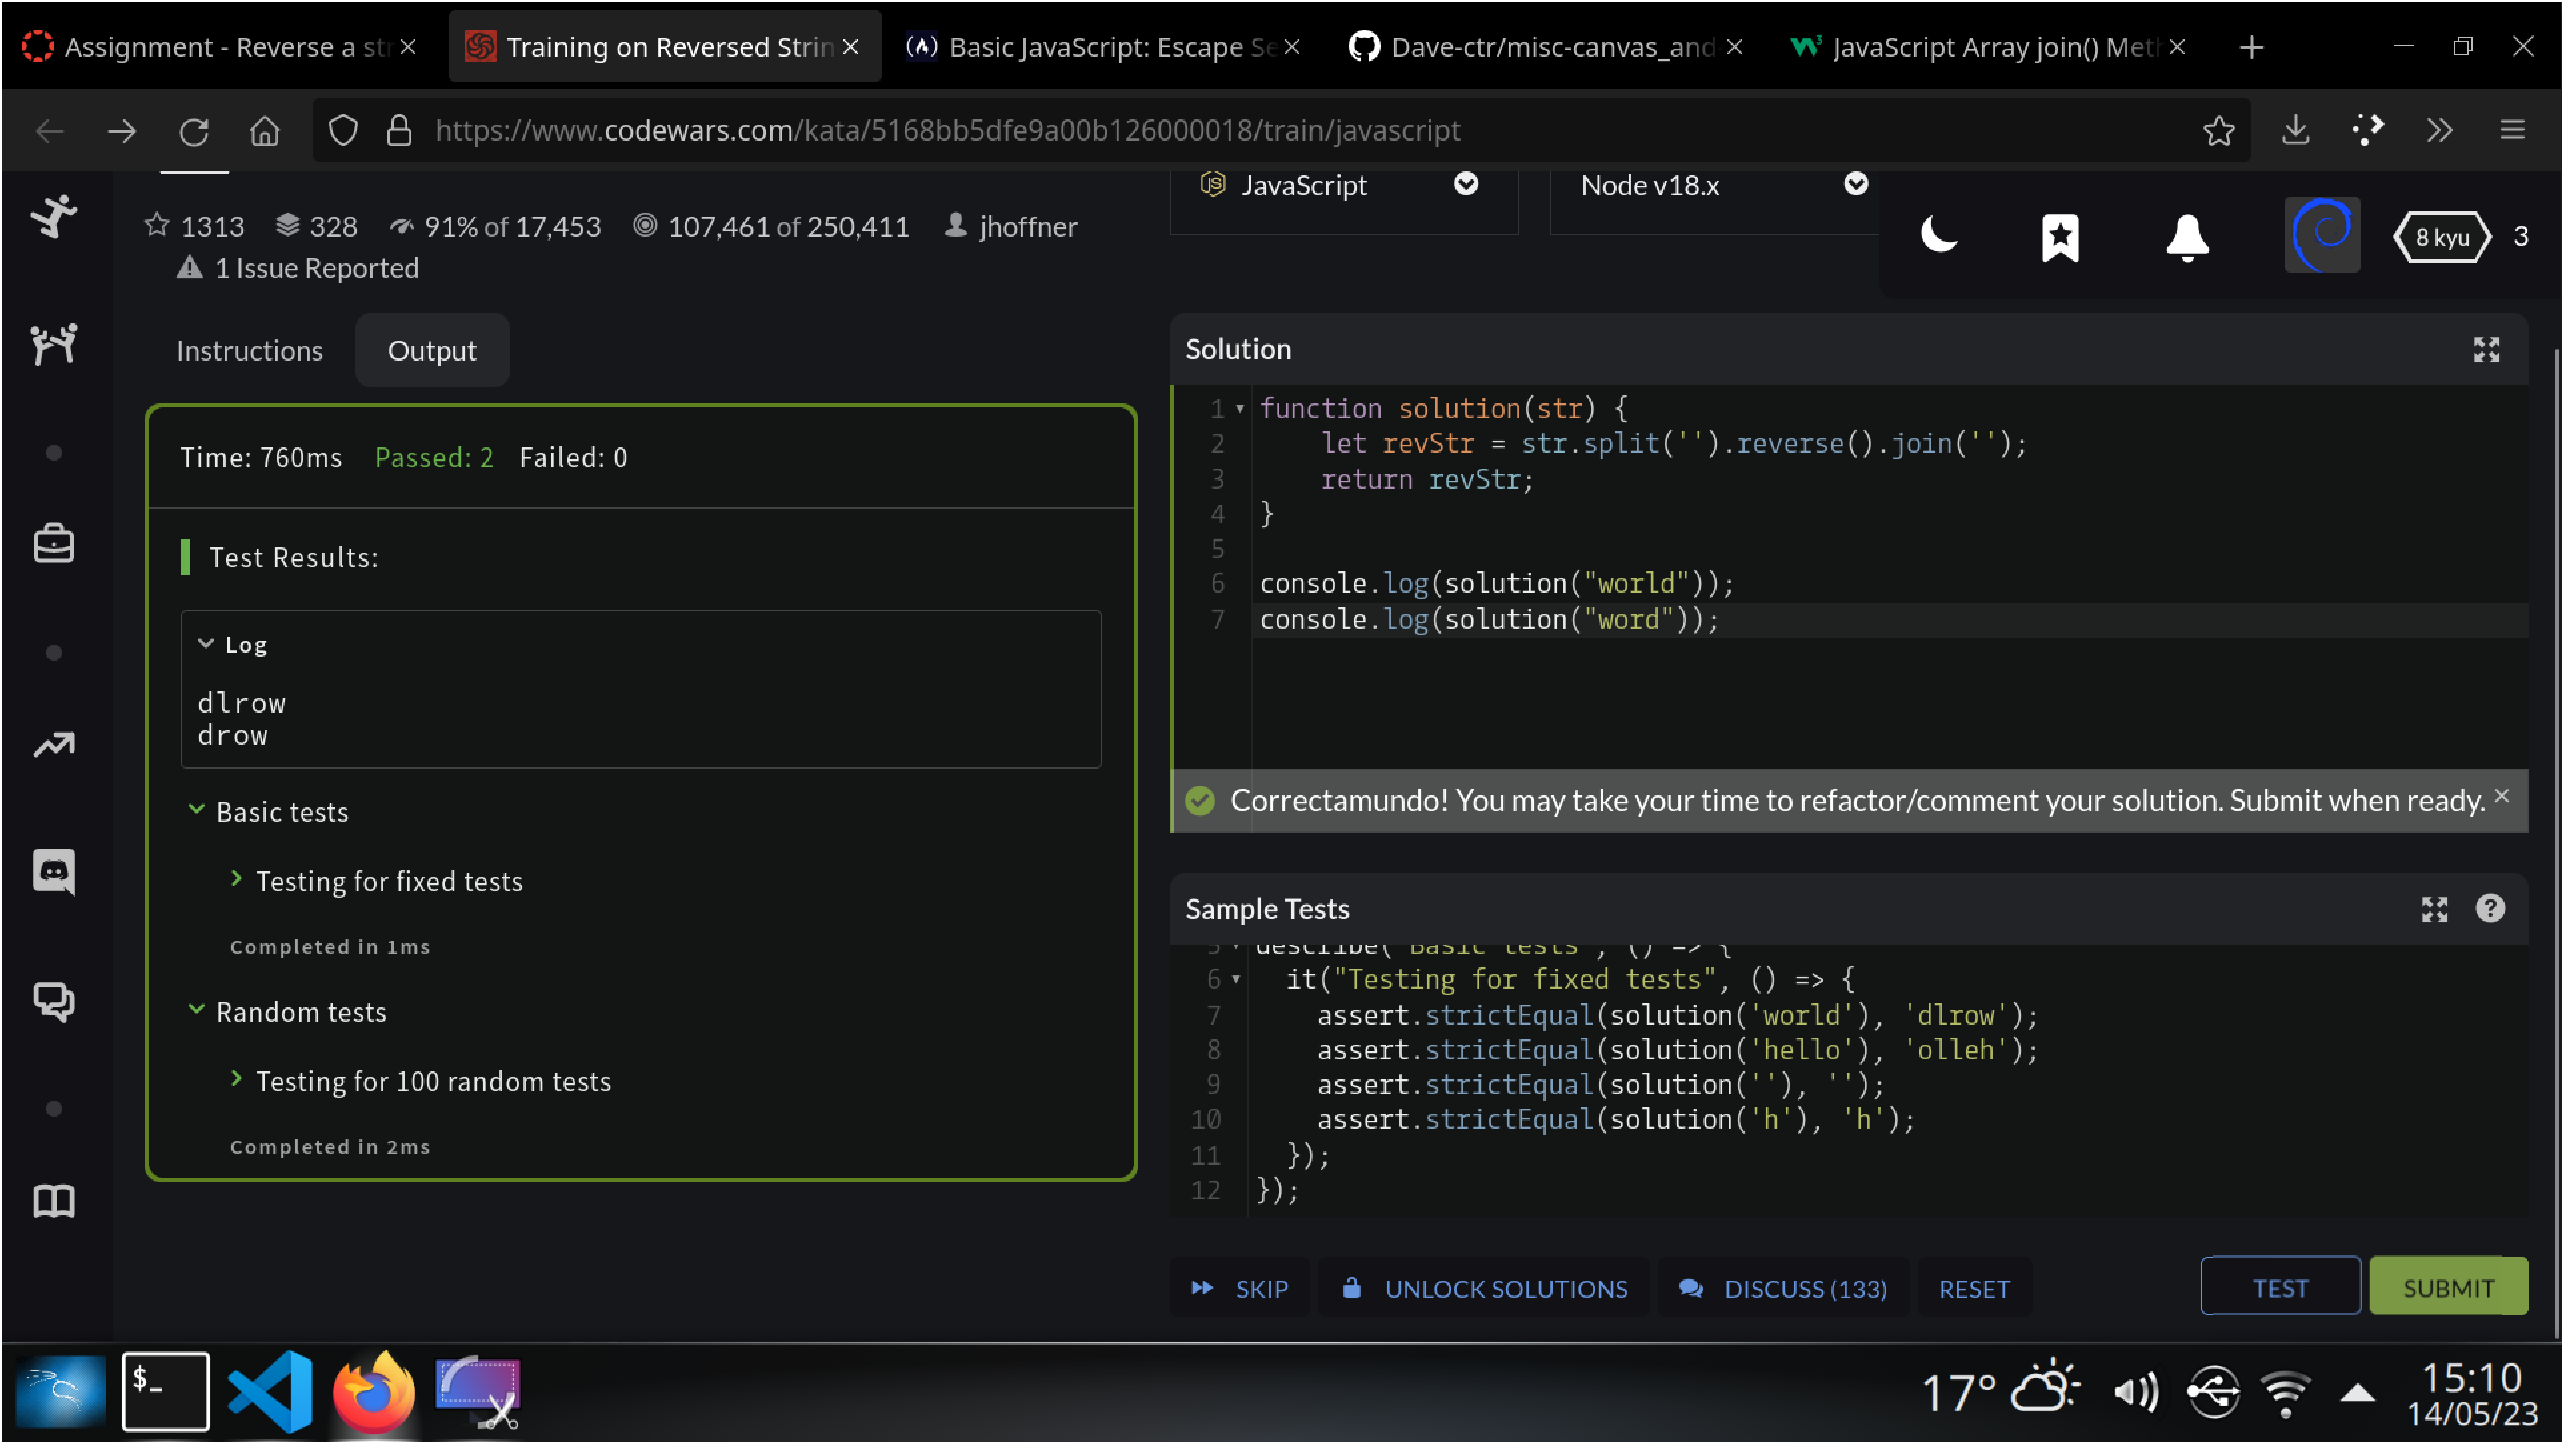 Assignment - Reverse a str
Training on Reversed Strin
Basic JavaScript: Escape Se
Dave-ctr/misc-canvas_and
JavaScript Array join() Met
https://www.codewars.com/kata/5168bb5dfe9a00b126000018/train/javascript
JavaScript
Node v18.x
1313 328 91% of 17,453 107,461 of 250,411 jhoffner
1 Issue Reported
8 kyu 3
Instructions
Output
Time: 760ms Passed: 2 Failed: 0
Test Results:
Log
dlrow
drow
Basic tests
Testing for fixed tests
Completed in 1ms
Random tests
Testing for 100 random tests
Completed in 2ms
Solution
1 function solution(str) {
2 let revStr = str.split('').reverse().join('');
3 return revStr;
4 }
5
6 console.log(solution("world"));
7 console.log(solution("word"));
Correctamundo! You may take your time to refactor/comment your solution. Submit when ready.
Sample Tests
5 describe("Basic tests", () => {
6 it("Testing for fixed tests", () => {
7 assert.strictEqual(solution('world'), 'dlrow');
8 assert.strictEqual(solution('hello'), 'olleh');
9 assert.strictEqual(solution(''), '');
10 assert.strictEqual(solution('h'), 'h');
11 });
12 });
SKIP
UNLOCK SOLUTIONS
DISCUSS (133)
RESET
TEST
SUBMIT
$_
17°
15:10
14/05/23